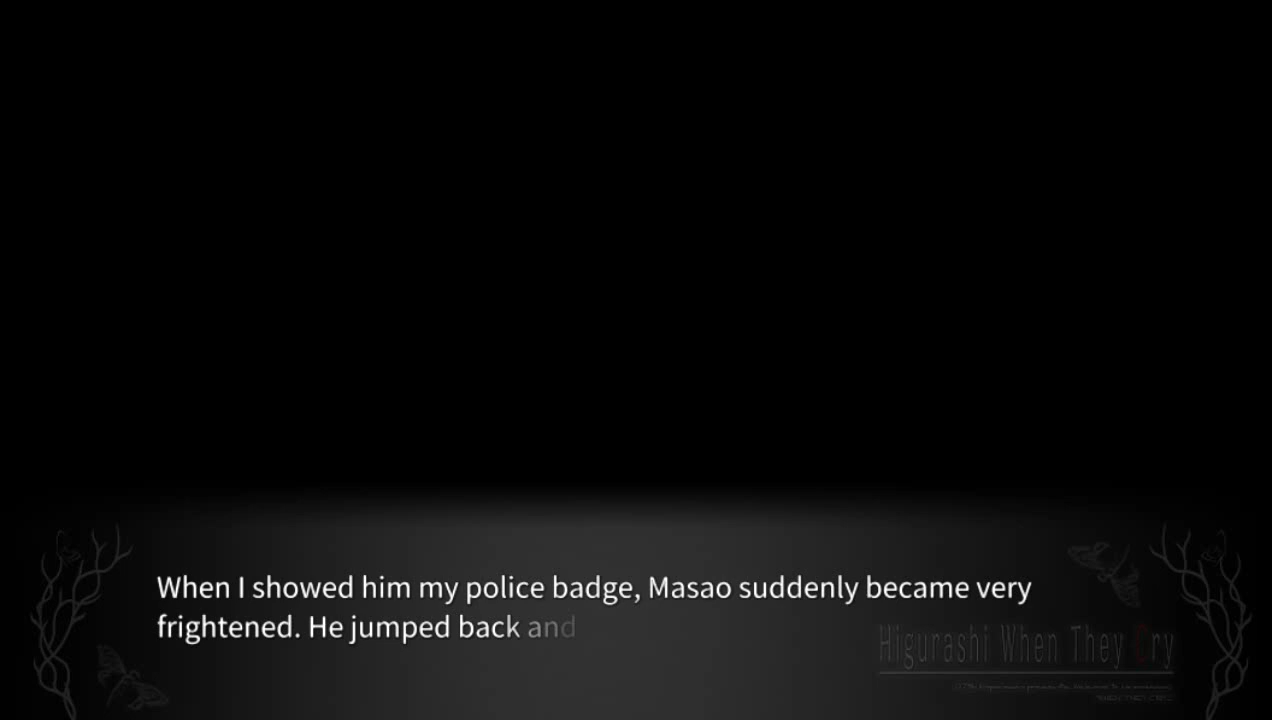 When I showed him my police badge, Masao suddenly became very
frightened. He jumped back and
Higurashi When They Cry